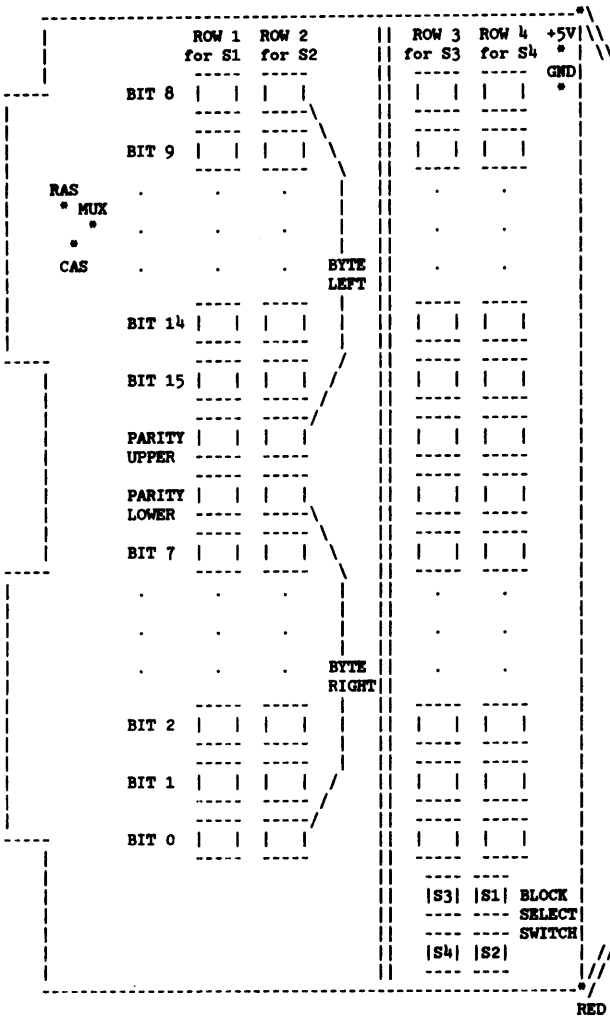 ROW 1 ROW 2 ROW 3 ROW 4 +5V
for S1 for S2 for S3 for S4
GND
BIT 8
BIT 9
RAS
MUX
CAS
BYTE
LEFT
BIT 14
BIT 15
PARITY
UPPER
PARITY
LOWER
BIT 7
BYTE
RIGHT
BIT 2
BIT 1
BIT 0
S3 S1 BLOCK
SELECT
SWITCH
S4 S2
RED